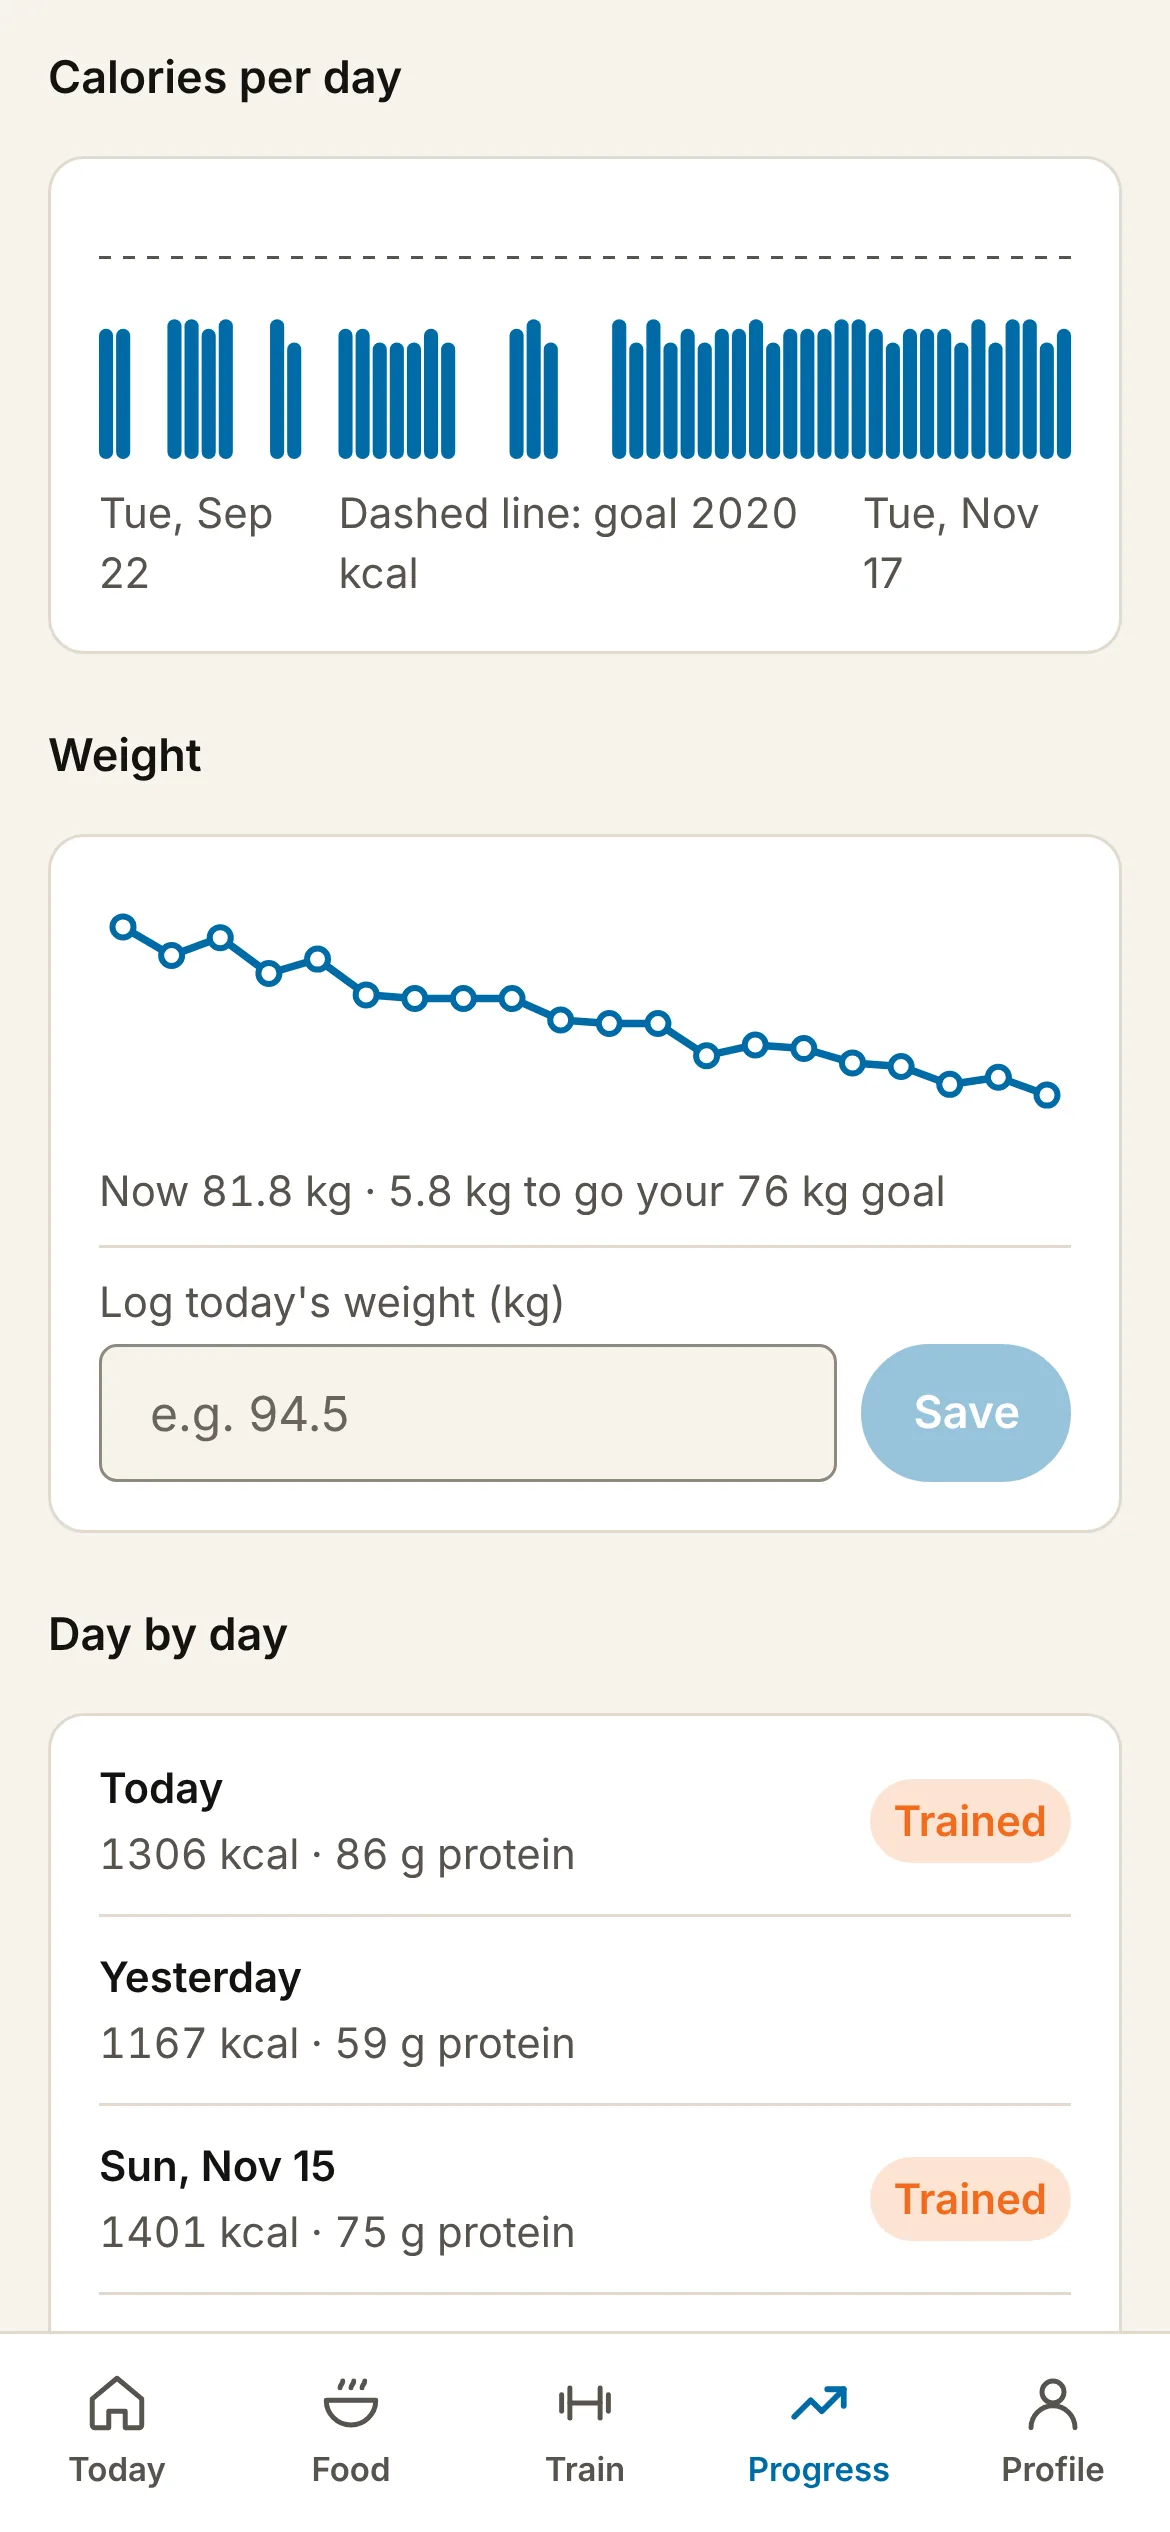 Calories per day
Tue, Sep
22
Dashed line: goal 2020
kcal
Tue, Nov
17
Weight
Now 81.8 kg · 5.8 kg to go your 76 kg goal
Log today's weight (kg)
e.g. 94.5
Save
Day by day
Today
1306 kcal · 86 g protein
Trained
Yesterday
1167 kcal · 59 g protein
Sun, Nov 15
1401 kcal · 75 g protein
Trained
Today
Food
Train
Progress
Profile